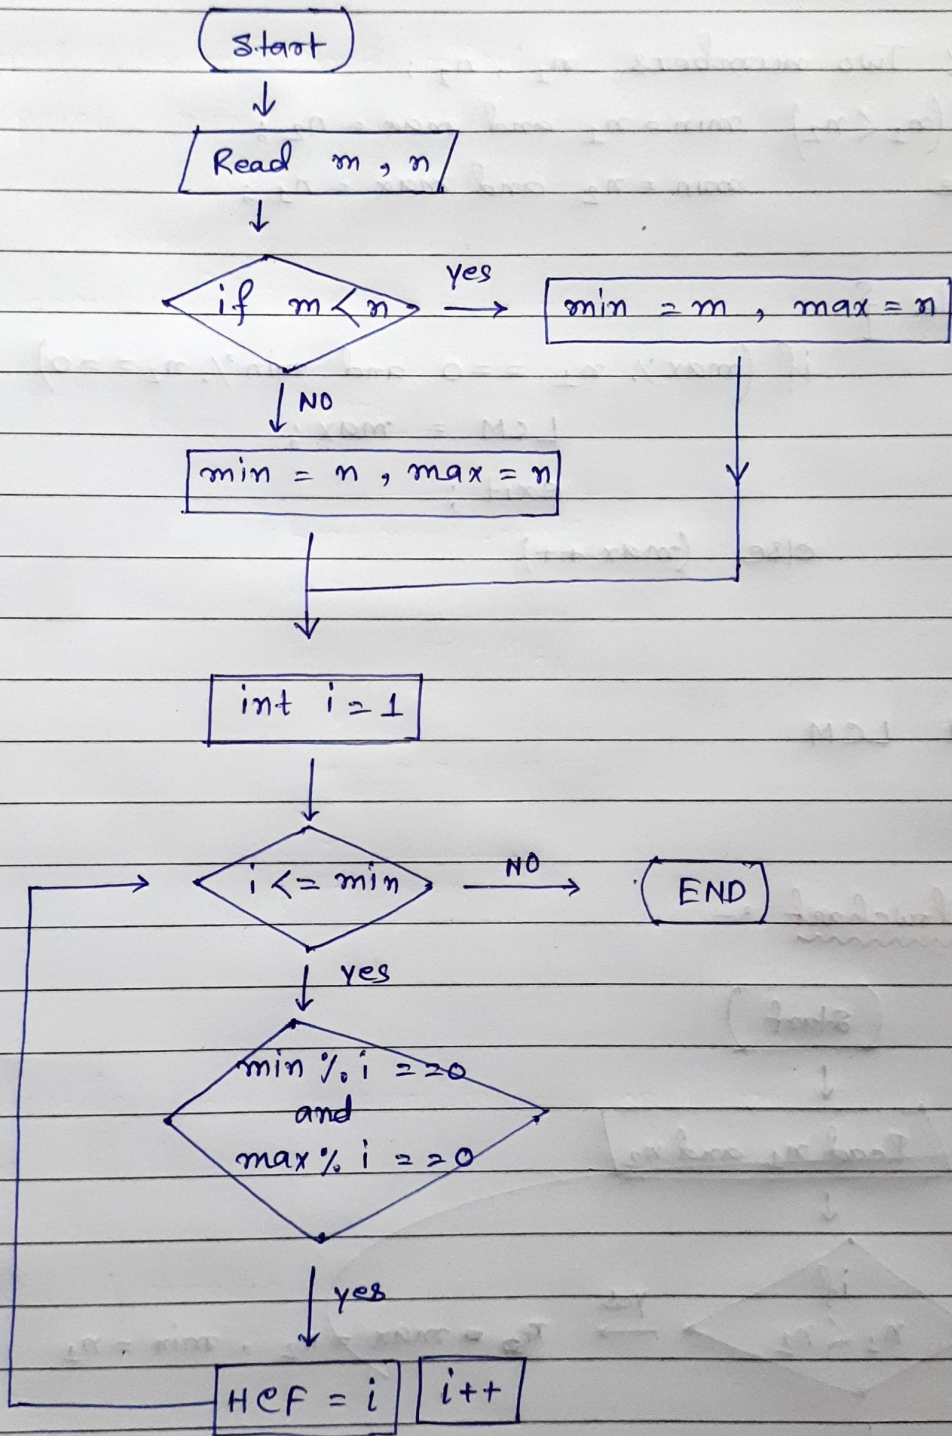 Start
Read m, n
if m < n
yes
min = m, max = n
NO
min = n, max = n
int i = 1
i <= min
NO
END
yes
min % i == 0
and
max % i == 0
yes
HCF = i
i++